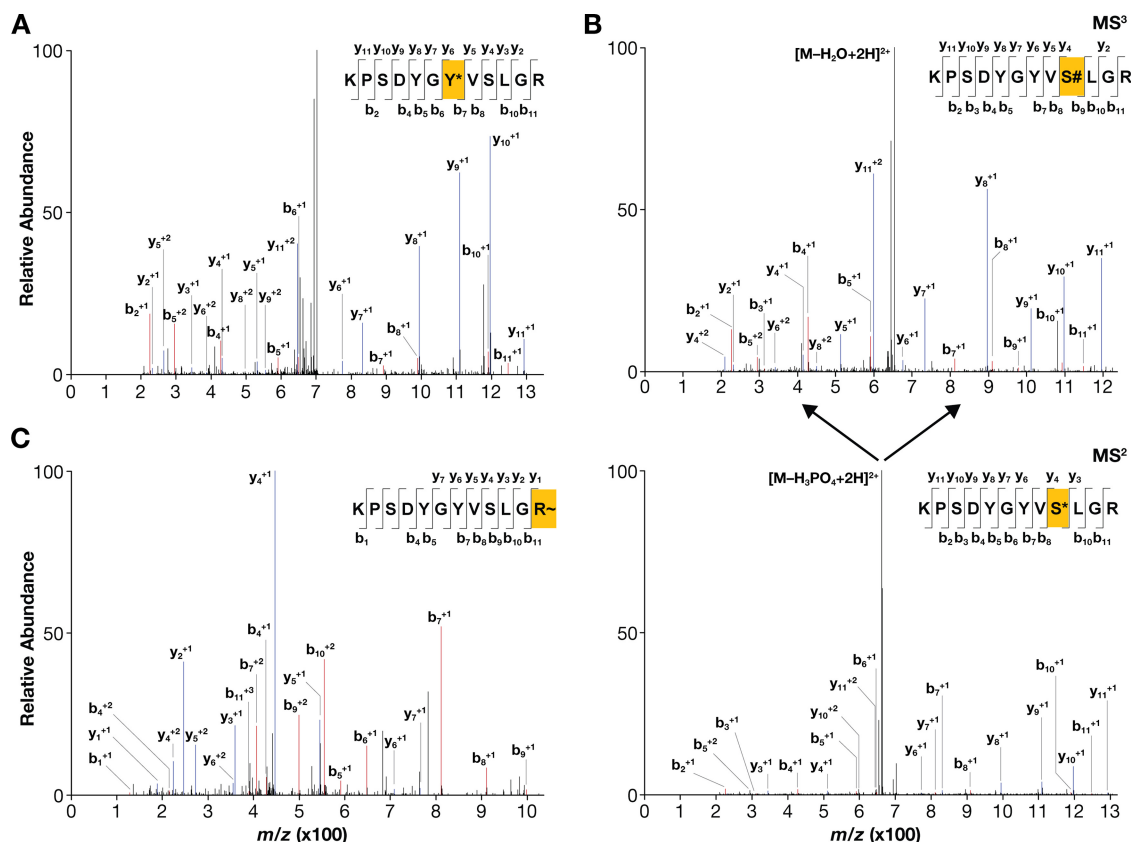 A
y11 y10 y9 y8 y7 y6 y5 y4 y3 y2
KPSDYGY*VSLGR
b2 b4 b5 b6 b7 b8 b10 b11
Relative Abundance
100
50
0
y10+1
y9+1
b6+1
y11+2
y5+2
y8+1
b10+1
y4+1
y5+1
y2+1
y3+1
y8+2
y9+2
y6+1
b2+1
y6+2
y7+1
b5+2
b4+1
b8+1
y11+1
b5+1
b7+1
b11+1
0 1 2 3 4 5 6 7 8 9 10 11 12 13
B
MS3
[M–H2O+2H]2+
y11 y10 y9 y8 y7 y6 y5 y4 y2
KPSDYGYVS#LGR
b2 b3 b4 b5 b7 b8 b9 b10 b11
100
50
0
y11+2
y8+1
b4+1
b8+1
y11+1
y4+1
y10+1
y2+1
b5+1
y7+1
b2+1
b3+1
y9+1
b10+1
y6+2
b11+1
y4+2
b5+2
y8+2
y5+1
y6+1
b9+1
b7+1
0 1 2 3 4 5 6 7 8 9 10 11 12
MS2
[M–H3PO4+2H]2+
y11 y10 y9 y8 y7 y6 y4 y3
KPSDYGYVS*LGR
b2 b3 b4 b5 b6 b7 b8 b10 b11
100
50
0
b6+1
y11+2
b10+1
b7+1
y11+1
y10+2
y9+1
b3+1
y7+1
b11+1
b5+1
b5+2
y8+1
y6+1
b2+1
y3+1
b4+1
y4+1
b8+1
y10+1
0 1 2 3 4 5 6 7 8 9 10 11 12 13
m/z (x100)
C
y7 y6 y5 y4 y3 y2 y1
KPSDYGYVSLGR~
b1 b4 b5 b7 b8 b9 b10 b11
Relative Abundance
100
50
0
y4+1
b7+1
b4+1
b10+2
y2+1
b7+2
y5+1
b11+3
b9+2
b4+2
y3+1
y7+1
y1+1
y4+2
y5+2
b6+1
y6+1
b1+1
y6+2
b5+1
b8+1
b9+1
0 1 2 3 4 5 6 7 8 9 10
m/z (x100)